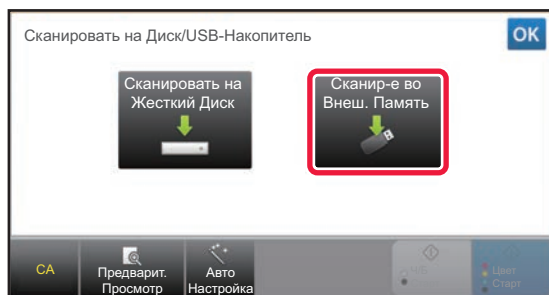 Сканировать на Диск/USB-Накопитель
OK
Сканировать на
Жесткий Диск
Сканир-е во
Внеш. Память
CA
Предварит.
Просмотр
Авто
Настройка
Ч/Б
Цвет
Старт